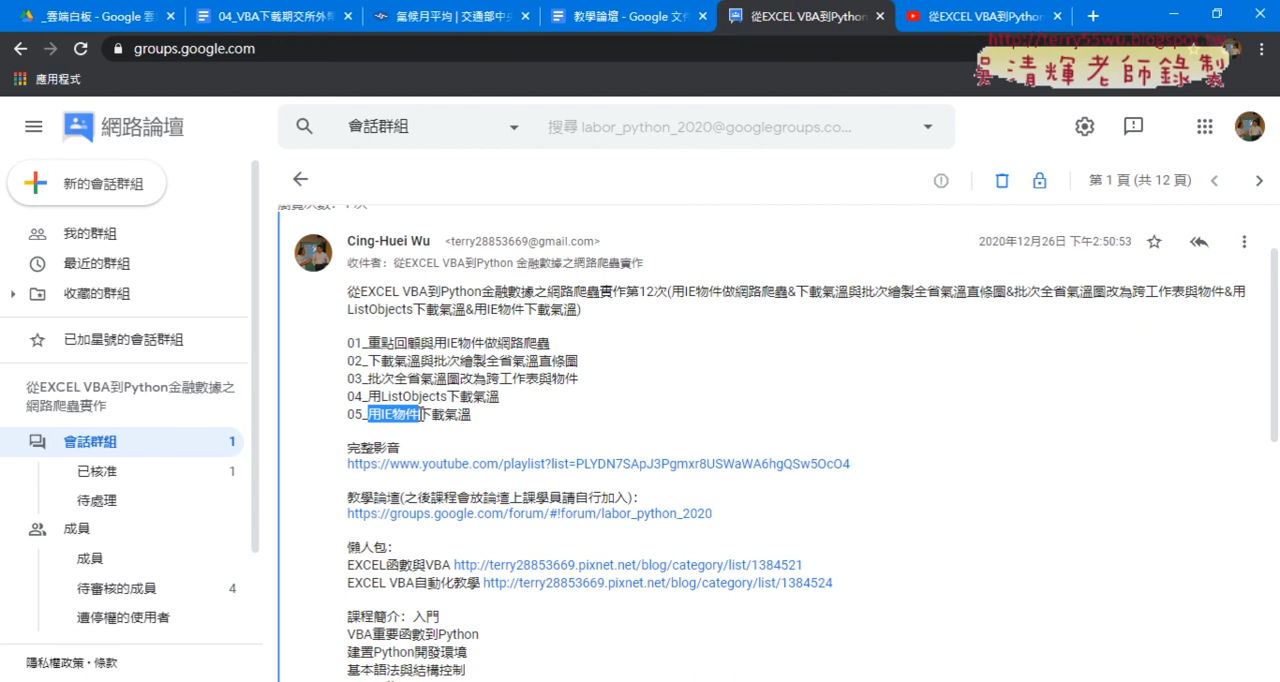 _雲端白板 - Google 雲
04_VBA下載期交所外幣
氣候月平均 | 交通部中央
教學論壇 - Google 文件
從EXCEL VBA到Python
從EXCEL VBA到Python
groups.google.com
http://terry55wu.blogspot.tw
吳清輝老師錄製
應用程式
網路論壇
會話群組
搜尋 labor_python_2020@googlegroups.co...
新的會話群組
第 1 頁 (共 12 頁)
我的群組
最近的群組
收藏的群組
已加星號的會話群組
從EXCEL VBA到Python金融數據之
網路爬蟲實作
會話群組 1
已核准 1
待處理
成員
成員
待審核的成員 4
遭停權的使用者
隱私權政策 · 條款
瀏覽次數：1 次
Cing-Huei Wu <terry28853669@gmail.com>
2020年12月26日 下午2:50:53
收件者：從EXCEL VBA到Python 金融數據之網路爬蟲實作
從EXCEL VBA到Python金融數據之網路爬蟲實作第12次(用IE物件做網路爬蟲&下載氣溫與批次繪製全省氣溫直條圖&批次全省氣溫圖改為跨工作表與物件&用
ListObjects下載氣溫&用IE物件下載氣溫)
01_重點回顧與用IE物件做網路爬蟲
02_下載氣溫與批次繪製全省氣溫直條圖
03_批次全省氣溫圖改為跨工作表與物件
04_用ListObjects下載氣溫
05_用IE物件下載氣溫
完整影音
https://www.youtube.com/playlist?list=PLYDN7SApJ3Pgmxr8USWaWA6hgQSw5OcO4
教學論壇(之後課程會放論壇上課學員請自行加入)：
https://groups.google.com/forum/#!forum/labor_python_2020
懶人包：
EXCEL函數與VBA http://terry28853669.pixnet.net/blog/category/list/1384521
EXCEL VBA自動化教學 http://terry28853669.pixnet.net/blog/category/list/1384524
課程簡介：入門
VBA重要函數到Python
建置Python開發環境
基本語法與結構控制